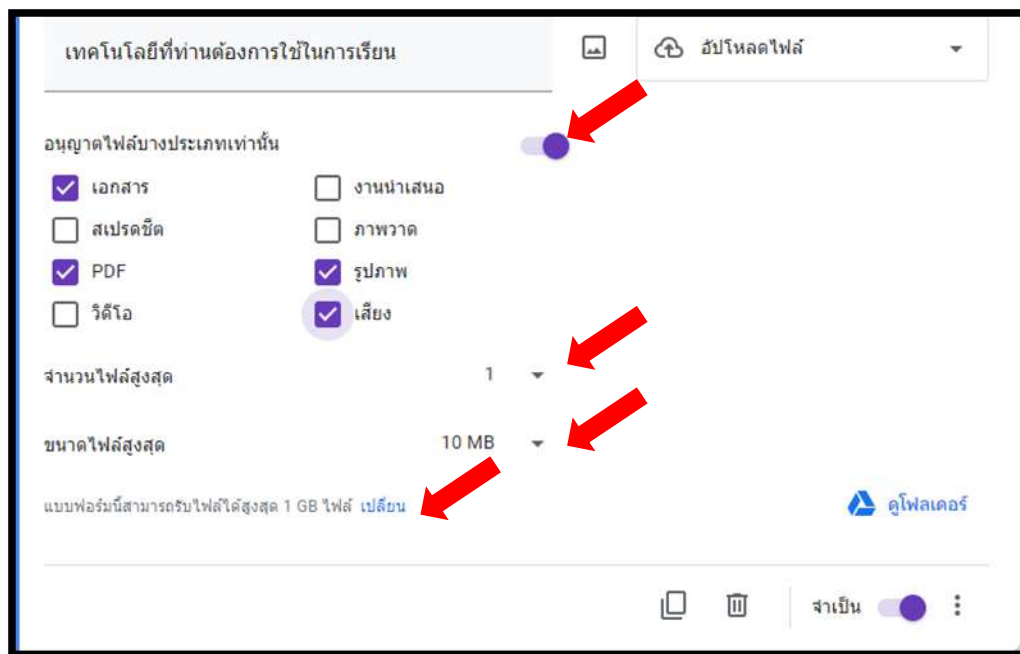 เทคโนโลยีที่ท่านต้องการใช้ในการเรียน
อัปโหลดไฟล์
อนุญาตไฟล์บางประเภทเท่านั้น
เอกสาร งานนำเสนอ
สเปรดชีต ภาพวาด
PDF รูปภาพ
วิดีโอ เสียง
จำนวนไฟล์สูงสุด 1
ขนาดไฟล์สูงสุด 10 MB
แบบฟอร์มนี้สามารถรับไฟล์ได้สูงสุด 1 GB ไฟล์ เปลี่ยน
ดูโฟลเดอร์
จำเป็น